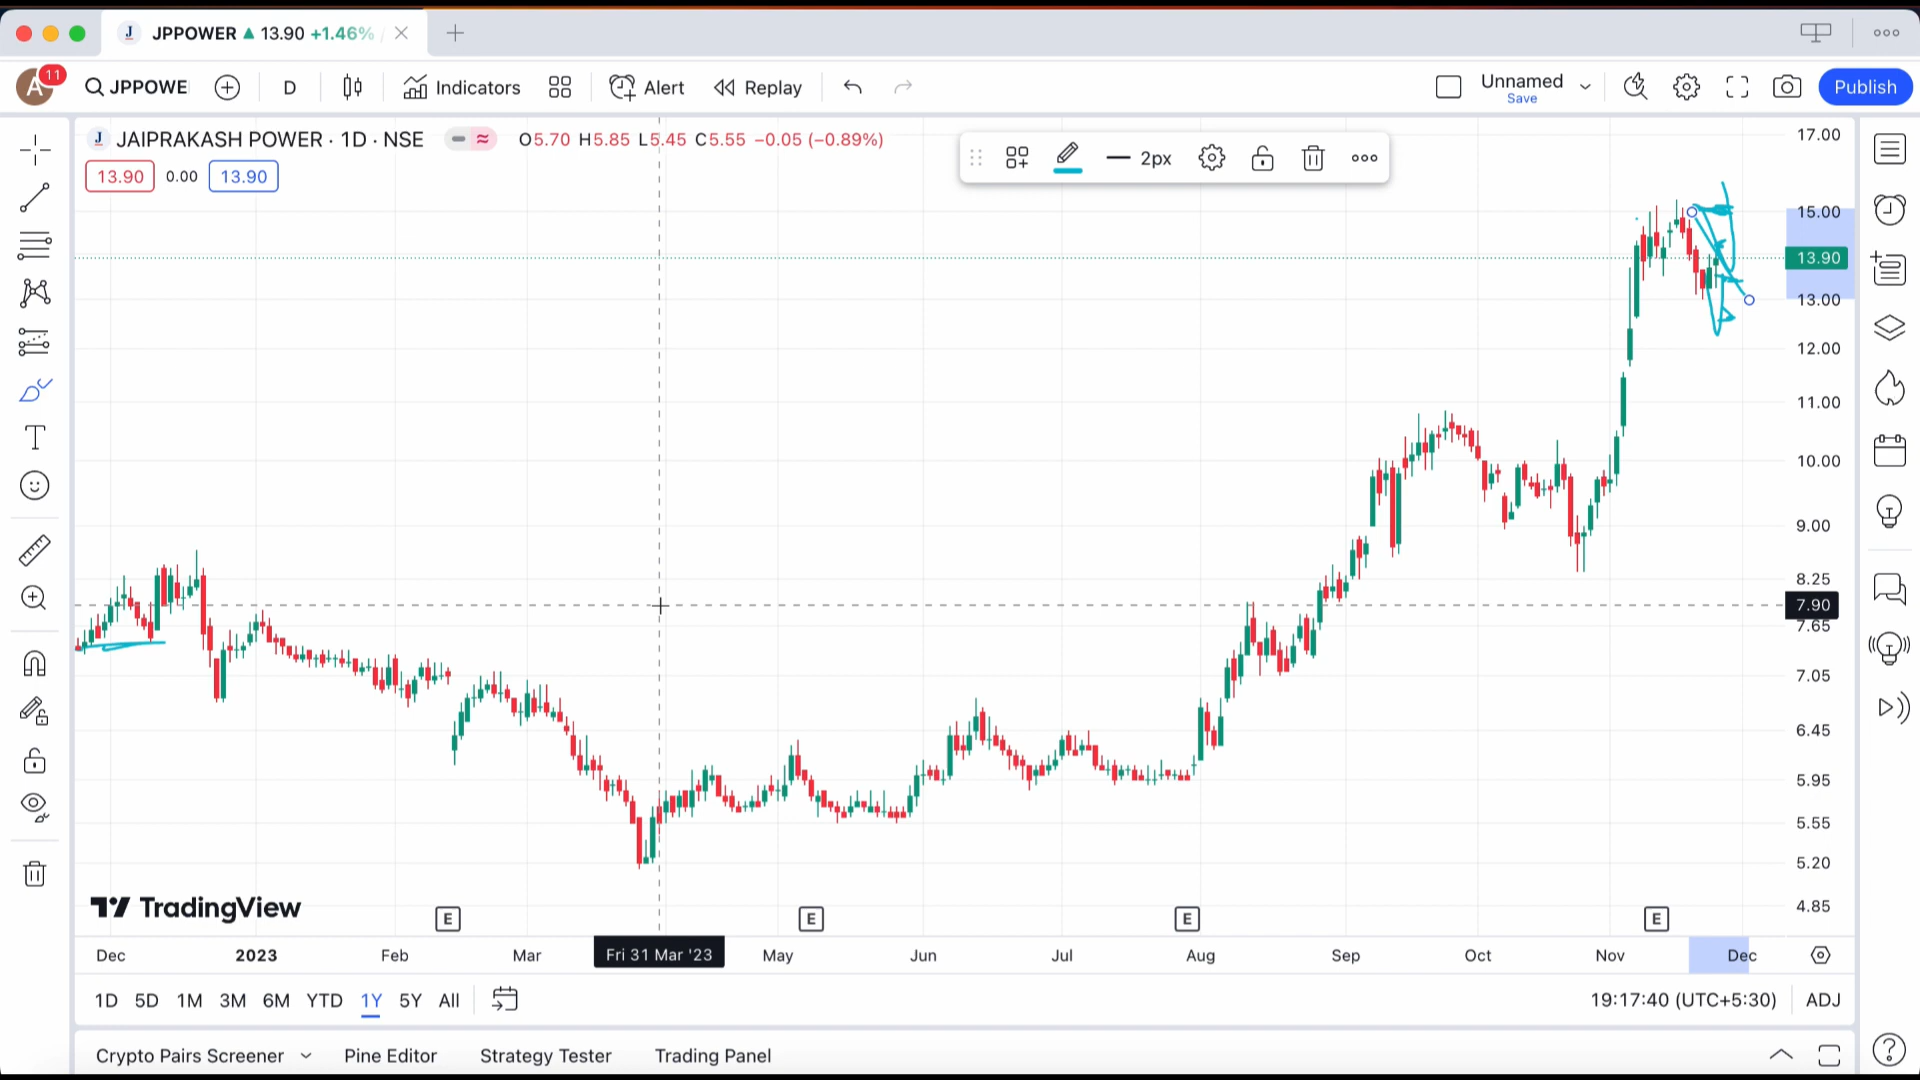 JPPOWER ▲ 13.90 +1.46% /
A 11 JPPOWE D Indicators Alert Replay Unnamed Save Publish
JAIPRAKASH POWER · 1D · NSE O5.70 H5.85 L5.45 C5.55 −0.05 (−0.89%)
13.90 0.00 13.90
2px
17.00
15.00
13.90
13.00
12.00
11.00
10.00
9.00
8.25
7.90
7.65
7.05
6.45
5.95
5.55
5.20
4.85
TradingView
E E E E
Dec 2023 Feb Mar Fri 31 Mar '23 May Jun Jul Aug Sep Oct Nov Dec
1D 5D 1M 3M 6M YTD 1Y 5Y All 19:17:40 (UTC+5:30) ADJ
Crypto Pairs Screener Pine Editor Strategy Tester Trading Panel